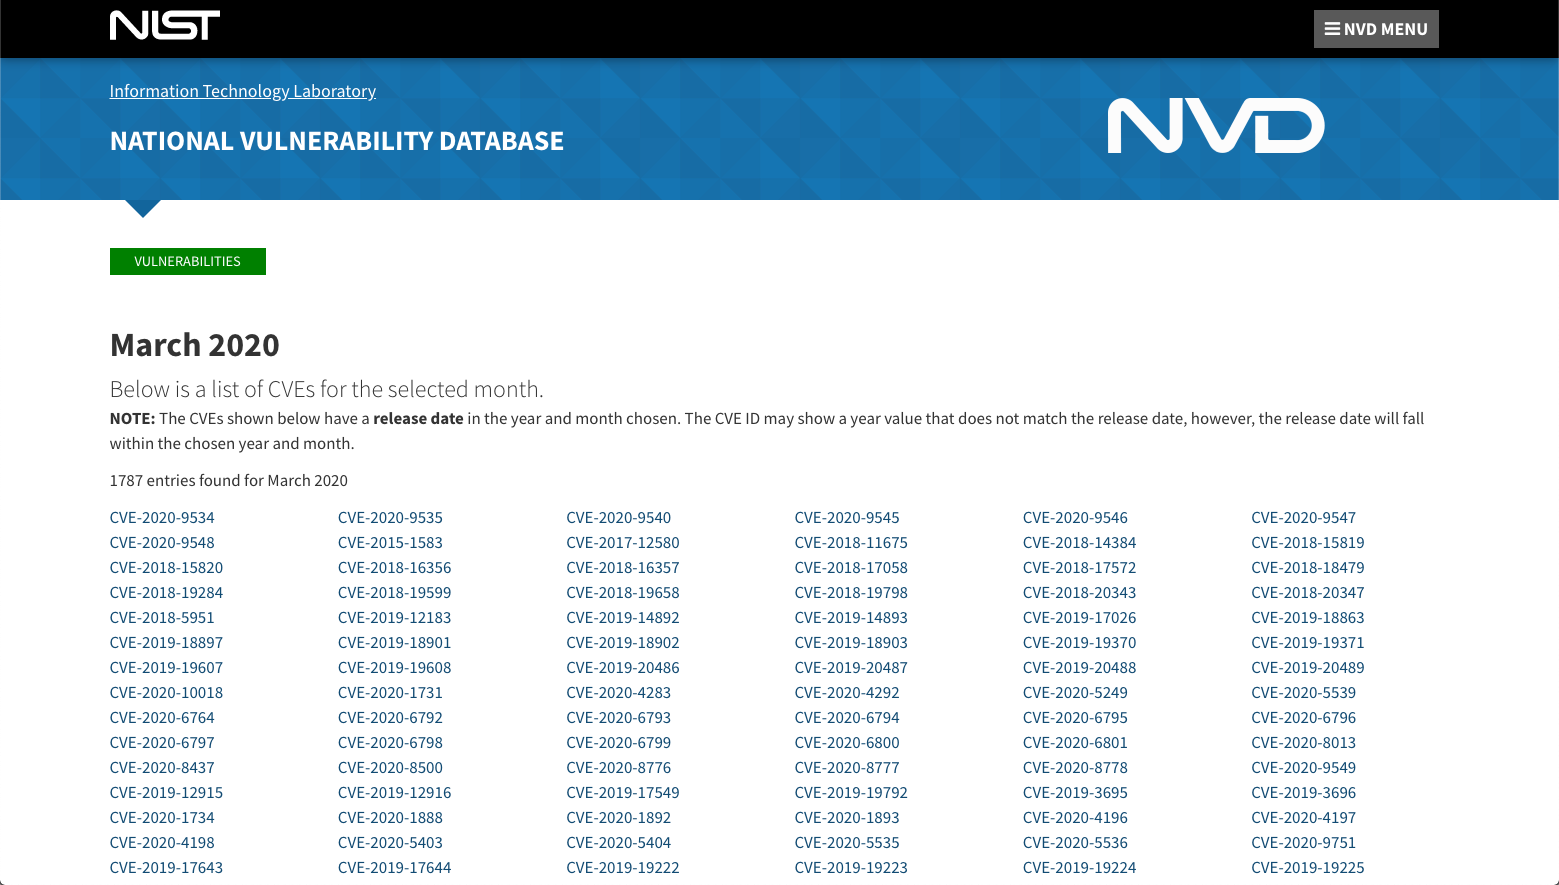 NIST
NVD MENU
Information Technology Laboratory
NATIONAL VULNERABILITY DATABASE
NVD
VULNERABILITIES
March 2020
Below is a list of CVEs for the selected month.
NOTE: The CVEs shown below have a release date in the year and month chosen. The CVE ID may show a year value that does not match the release date, however, the release date will fall
within the chosen year and month.
1787 entries found for March 2020
CVE-2020-9534 CVE-2020-9535 CVE-2020-9540 CVE-2020-9545 CVE-2020-9546 CVE-2020-9547
CVE-2020-9548 CVE-2015-1583 CVE-2017-12580 CVE-2018-11675 CVE-2018-14384 CVE-2018-15819
CVE-2018-15820 CVE-2018-16356 CVE-2018-16357 CVE-2018-17058 CVE-2018-17572 CVE-2018-18479
CVE-2018-19284 CVE-2018-19599 CVE-2018-19658 CVE-2018-19798 CVE-2018-20343 CVE-2018-20347
CVE-2018-5951 CVE-2019-12183 CVE-2019-14892 CVE-2019-14893 CVE-2019-17026 CVE-2019-18863
CVE-2019-18897 CVE-2019-18901 CVE-2019-18902 CVE-2019-18903 CVE-2019-19370 CVE-2019-19371
CVE-2019-19607 CVE-2019-19608 CVE-2019-20486 CVE-2019-20487 CVE-2019-20488 CVE-2019-20489
CVE-2020-10018 CVE-2020-1731 CVE-2020-4283 CVE-2020-4292 CVE-2020-5249 CVE-2020-5539
CVE-2020-6764 CVE-2020-6792 CVE-2020-6793 CVE-2020-6794 CVE-2020-6795 CVE-2020-6796
CVE-2020-6797 CVE-2020-6798 CVE-2020-6799 CVE-2020-6800 CVE-2020-6801 CVE-2020-8013
CVE-2020-8437 CVE-2020-8500 CVE-2020-8776 CVE-2020-8777 CVE-2020-8778 CVE-2020-9549
CVE-2019-12915 CVE-2019-12916 CVE-2019-17549 CVE-2019-19792 CVE-2019-3695 CVE-2019-3696
CVE-2020-1734 CVE-2020-1888 CVE-2020-1892 CVE-2020-1893 CVE-2020-4196 CVE-2020-4197
CVE-2020-4198 CVE-2020-5403 CVE-2020-5404 CVE-2020-5535 CVE-2020-5536 CVE-2020-9751
CVE-2019-17643 CVE-2019-17644 CVE-2019-19222 CVE-2019-19223 CVE-2019-19224 CVE-2019-19225